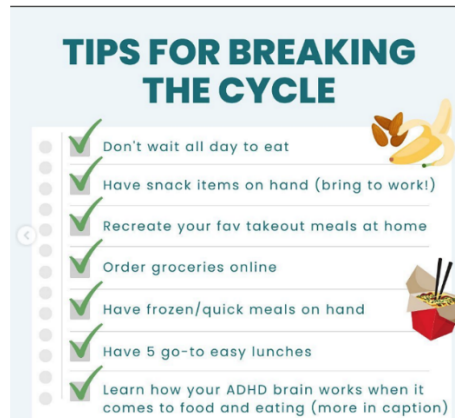 TIPS FOR BREAKING
THE CYCLE
Don't wait all day to eat
Have snack items on hand (bring to work!)
Recreate your fav takeout meals at home
Order groceries online
Have frozen/quick meals on hand
Have 5 go-to easy lunches
Learn how your ADHD brain works when it
comes to food and eating (more in caption)